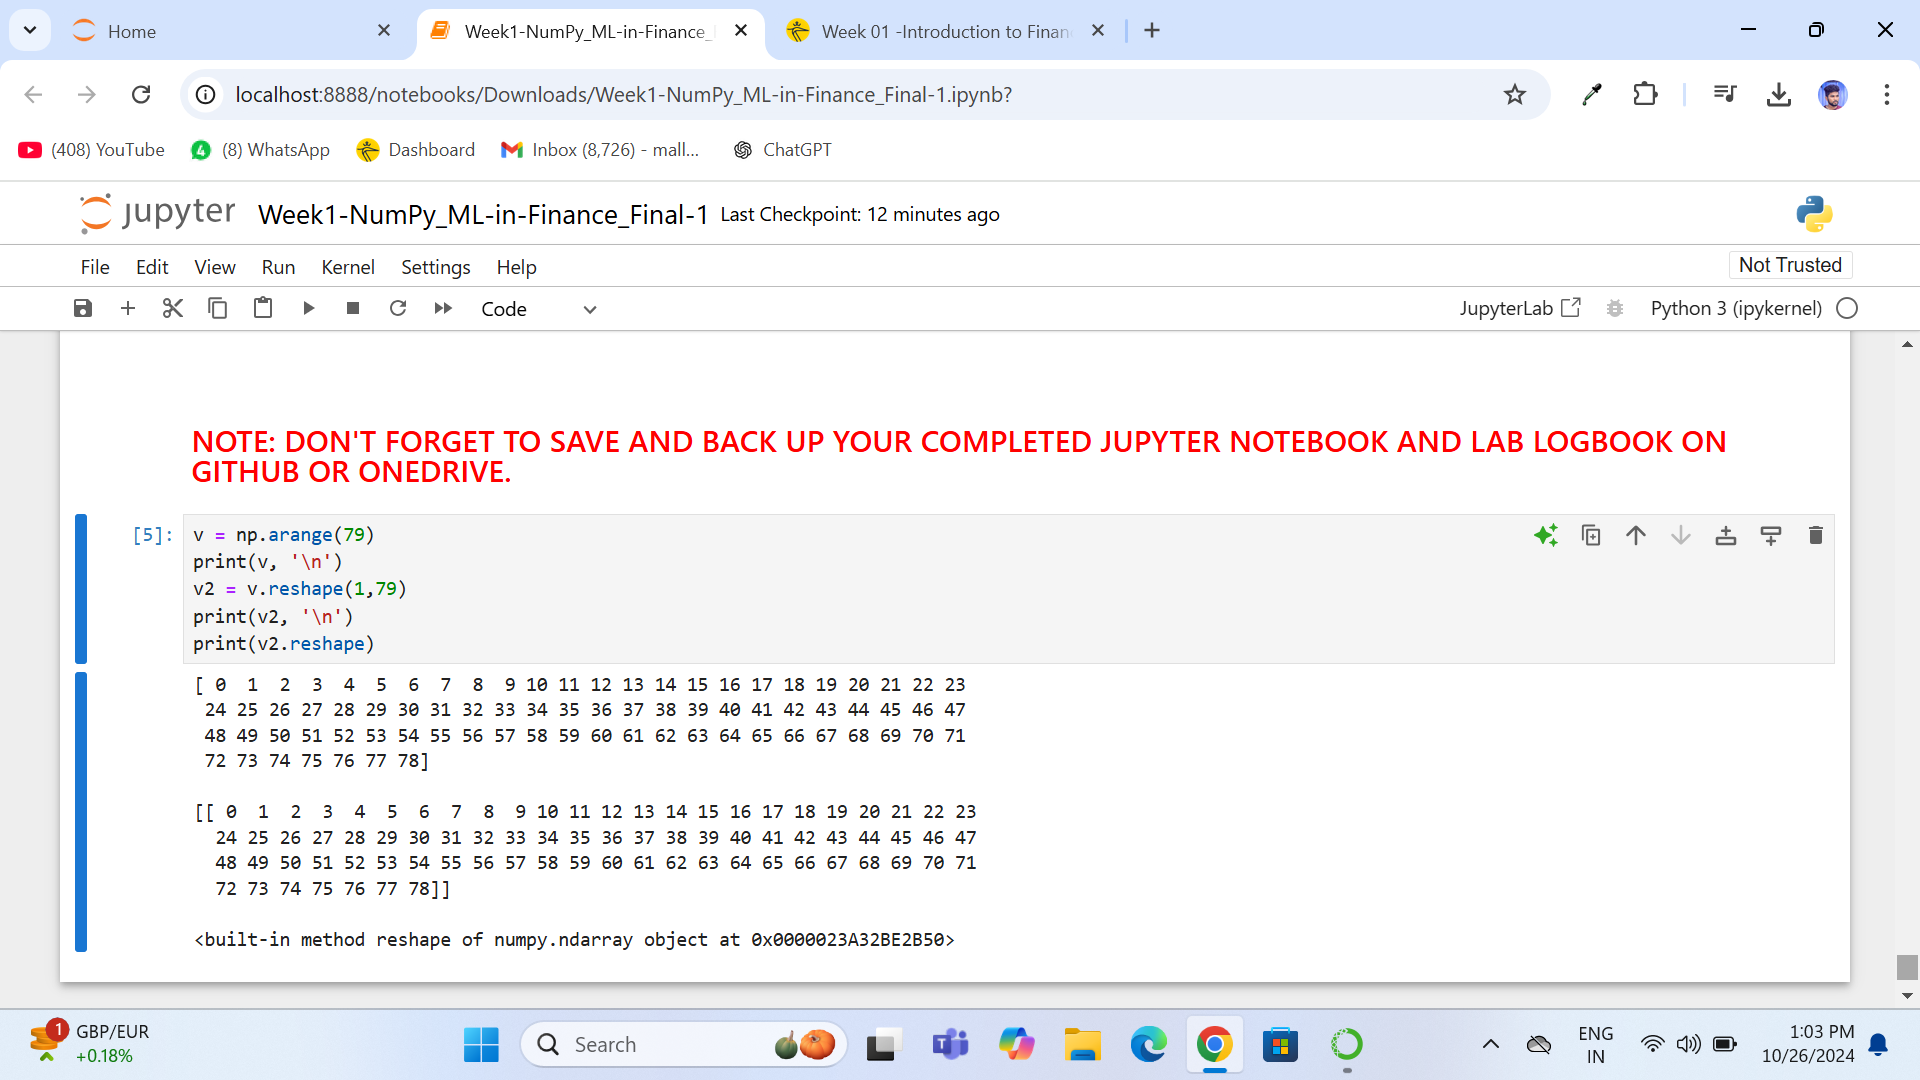 Home
Week1-NumPy_ML-in-Finance_
Week 01 -Introduction to Finan
localhost:8888/notebooks/Downloads/Week1-NumPy_ML-in-Finance_Final-1.ipynb?
(408) YouTube
4 (8) WhatsApp
Dashboard
Inbox (8,726) - mall...
ChatGPT
jupyter Week1-NumPy_ML-in-Finance_Final-1 Last Checkpoint: 12 minutes ago
File Edit View Run Kernel Settings Help
Not Trusted
Code
JupyterLab
Python 3 (ipykernel)
NOTE: DON'T FORGET TO SAVE AND BACK UP YOUR COMPLETED JUPYTER NOTEBOOK AND LAB LOGBOOK ON
GITHUB OR ONEDRIVE.
[5]: v = np.arange(79)
print(v, '\n')
v2 = v.reshape(1,79)
print(v2, '\n')
print(v2.reshape)
[ 0  1  2  3  4  5  6  7  8  9 10 11 12 13 14 15 16 17 18 19 20 21 22 23
 24 25 26 27 28 29 30 31 32 33 34 35 36 37 38 39 40 41 42 43 44 45 46 47
 48 49 50 51 52 53 54 55 56 57 58 59 60 61 62 63 64 65 66 67 68 69 70 71
 72 73 74 75 76 77 78]
[[ 0  1  2  3  4  5  6  7  8  9 10 11 12 13 14 15 16 17 18 19 20 21 22 23
  24 25 26 27 28 29 30 31 32 33 34 35 36 37 38 39 40 41 42 43 44 45 46 47
  48 49 50 51 52 53 54 55 56 57 58 59 60 61 62 63 64 65 66 67 68 69 70 71
  72 73 74 75 76 77 78]]
<built-in method reshape of numpy.ndarray object at 0x0000023A32BE2B50>
1 GBP/EUR
+0.18%
Search
ENG
IN
1:03 PM
10/26/2024